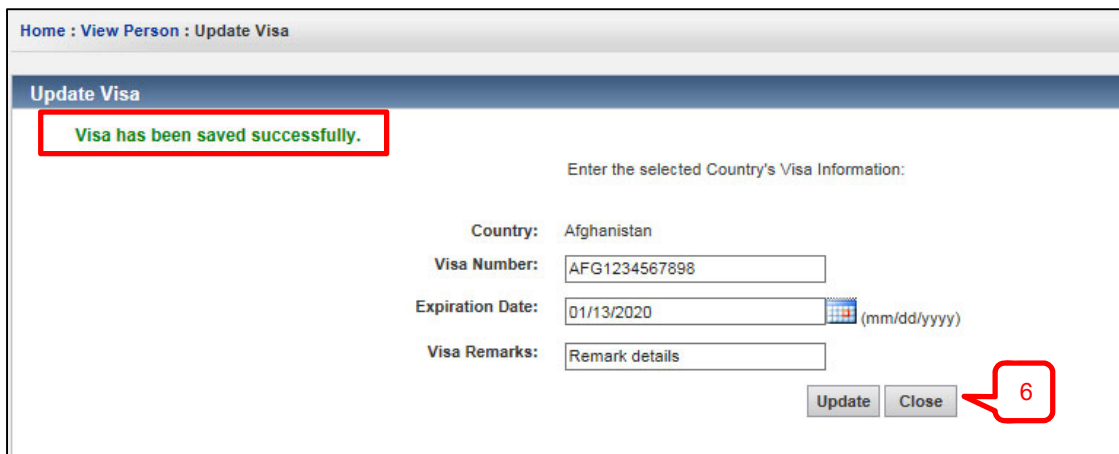 Home : View Person : Update Visa
Update Visa
Visa has been saved successfully.
Enter the selected Country's Visa Information:
Country: Afghanistan
Visa Number: AFG1234567898
Expiration Date: 01/13/2020 (mm/dd/yyyy)
Visa Remarks: Remark details
Update Close 6